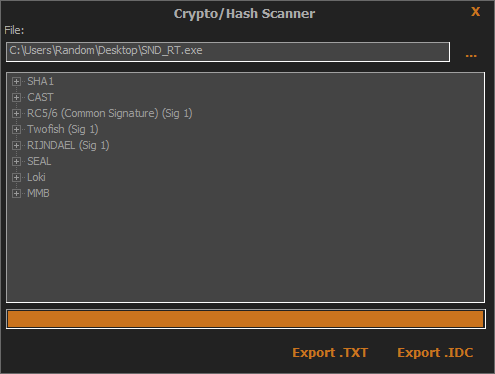 Crypto/Hash Scanner
X
File:
C:\Users\Random\Desktop\SND_RT.exe
...
SHA1
CAST
RC5/6 (Common Signature) (Sig 1)
Twofish (Sig 1)
RIJNDAEL (Sig 1)
SEAL
Loki
MMB
Export .TXT
Export .IDC